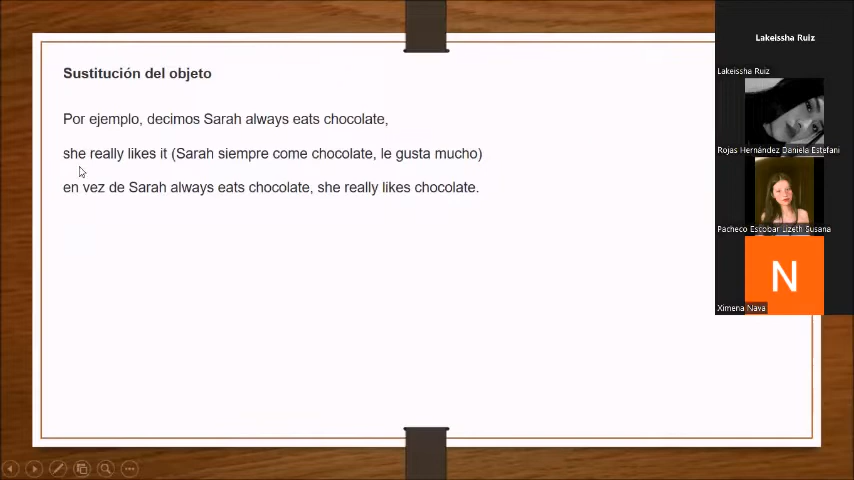 Sustitución del objeto
Por ejemplo, decimos Sarah always eats chocolate,
she really likes it (Sarah siempre come chocolate, le gusta mucho)
en vez de Sarah always eats chocolate, she really likes chocolate.
Lakeissha Ruiz
Lakeissha Ruiz
Rojas Hernández Daniela Estefani
Pacheco Escobar Lizeth Susana
N
Ximena Nava